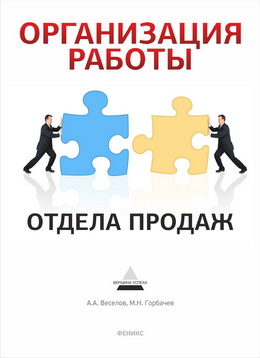 ОРГАНИЗАЦИЯ
РАБОТЫ
ОТДЕЛА ПРОДАЖ
ВЕРШИНА УСПЕХА
А.А. Веселов, М.Н. Горбачев
ФЕНИКС